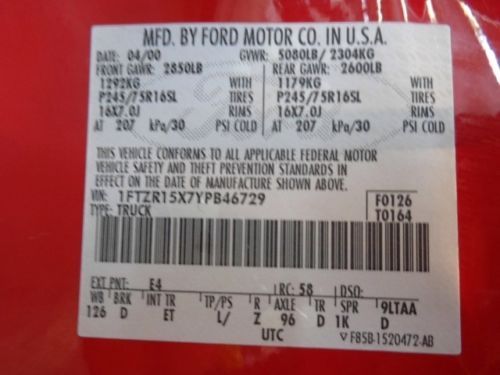 MFD. BY FORD MOTOR CO. IN U.S.A.
DATE: 04/00 GVWR: 5080LB/ 2304KG
FRONT GAWR: 2850LB REAR GAWR: 2600LB
1292KG WITH 1179KG WITH
P245/75R16SL TIRES P245/75R16SL TIRES
16X7.0J RIMS 16X7.0J RIMS
AT 207 kPa/30 PSI COLD AT 207 kPa/30 PSI COLD
THIS VEHICLE CONFORMS TO ALL APPLICABLE FEDERAL MOTOR
VEHICLE SAFETY AND THEFT PREVENTION STANDARDS IN EFFECT
ON THE DATE OF MANUFACTURE SHOWN ABOVE.
VIN: 1FTZR15X7YPB46729 F0126
TYPE: TRUCK T0164
EXT PNT: E4 RC: 58 DSO:
WB BRK INT TR TP/PS R AXLE TR SPR 9LTAA
126 D ET L/ Z 96 D 1K D
UTC ▽ F85B-1520472-AB